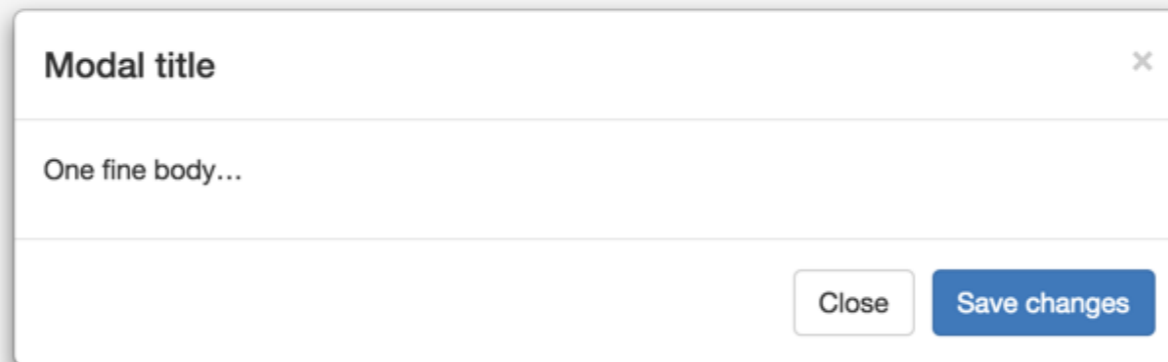 Modal title ×
One fine body…
Close Save changes